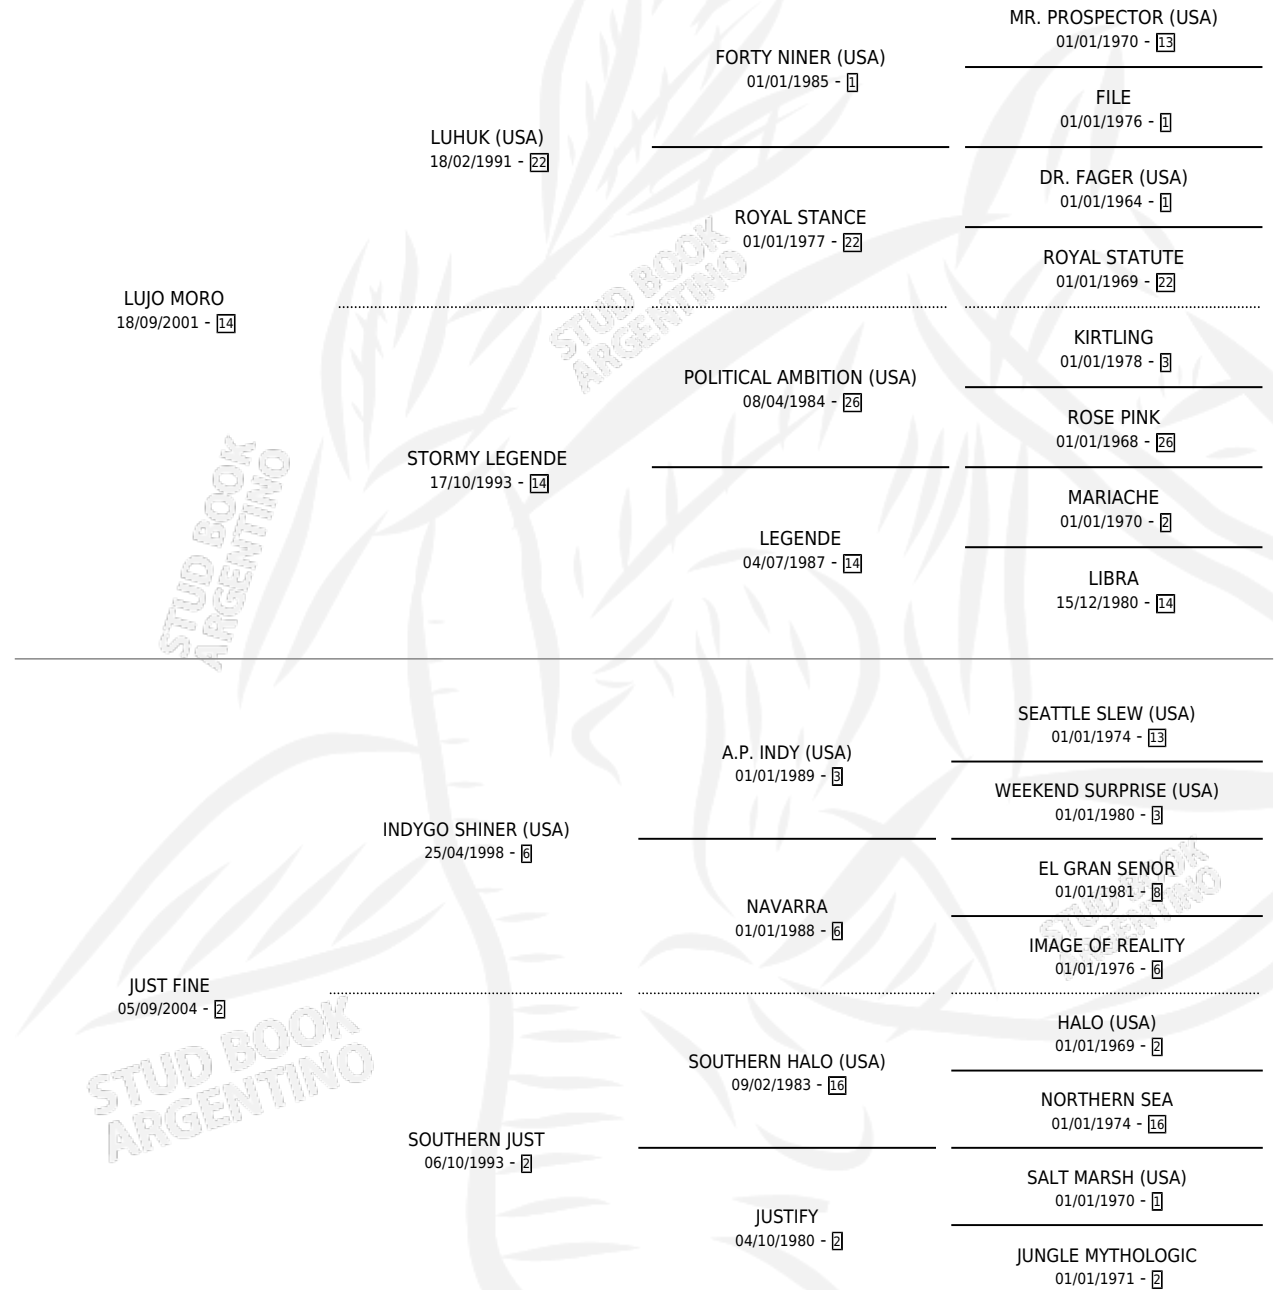 MR. PROSPECTOR (USA)
01/01/1970 - 13
FORTY NINER (USA)
01/01/1985 - 1
FILE
01/01/1976 - 1
LUHUK (USA)
18/02/1991 - 22
DR. FAGER (USA)
01/01/1964 - 1
ROYAL STANCE
01/01/1977 - 22
ROYAL STATUTE
01/01/1969 - 22
LUJO MORO
18/09/2001 - 14
KIRTLING
01/01/1978 - 3
POLITICAL AMBITION (USA)
08/04/1984 - 26
ROSE PINK
01/01/1968 - 26
STORMY LEGENDE
17/10/1993 - 14
MARIACHE
01/01/1970 - 2
LEGENDE
04/07/1987 - 14
LIBRA
15/12/1980 - 14
STUD BOOK
ARGENTINO
STUD BOOK
ARGENTINO
SEATTLE SLEW (USA)
01/01/1974 - 13
A.P. INDY (USA)
01/01/1989 - 3
WEEKEND SURPRISE (USA)
01/01/1980 - 3
INDYGO SHINER (USA)
25/04/1998 - 6
EL GRAN SENOR
01/01/1981 - 8
NAVARRA
01/01/1988 - 6
IMAGE OF REALITY
01/01/1976 - 6
STUD BOOK
ARGENTINO
JUST FINE
05/09/2004 - 2
HALO (USA)
01/01/1969 - 2
SOUTHERN HALO (USA)
09/02/1983 - 16
NORTHERN SEA
01/01/1974 - 16
STUD BOOK
ARGENTINO
SOUTHERN JUST
06/10/1993 - 2
SALT MARSH (USA)
01/01/1970 - 1
JUSTIFY
04/10/1980 - 2
JUNGLE MYTHOLOGIC
01/01/1971 - 2